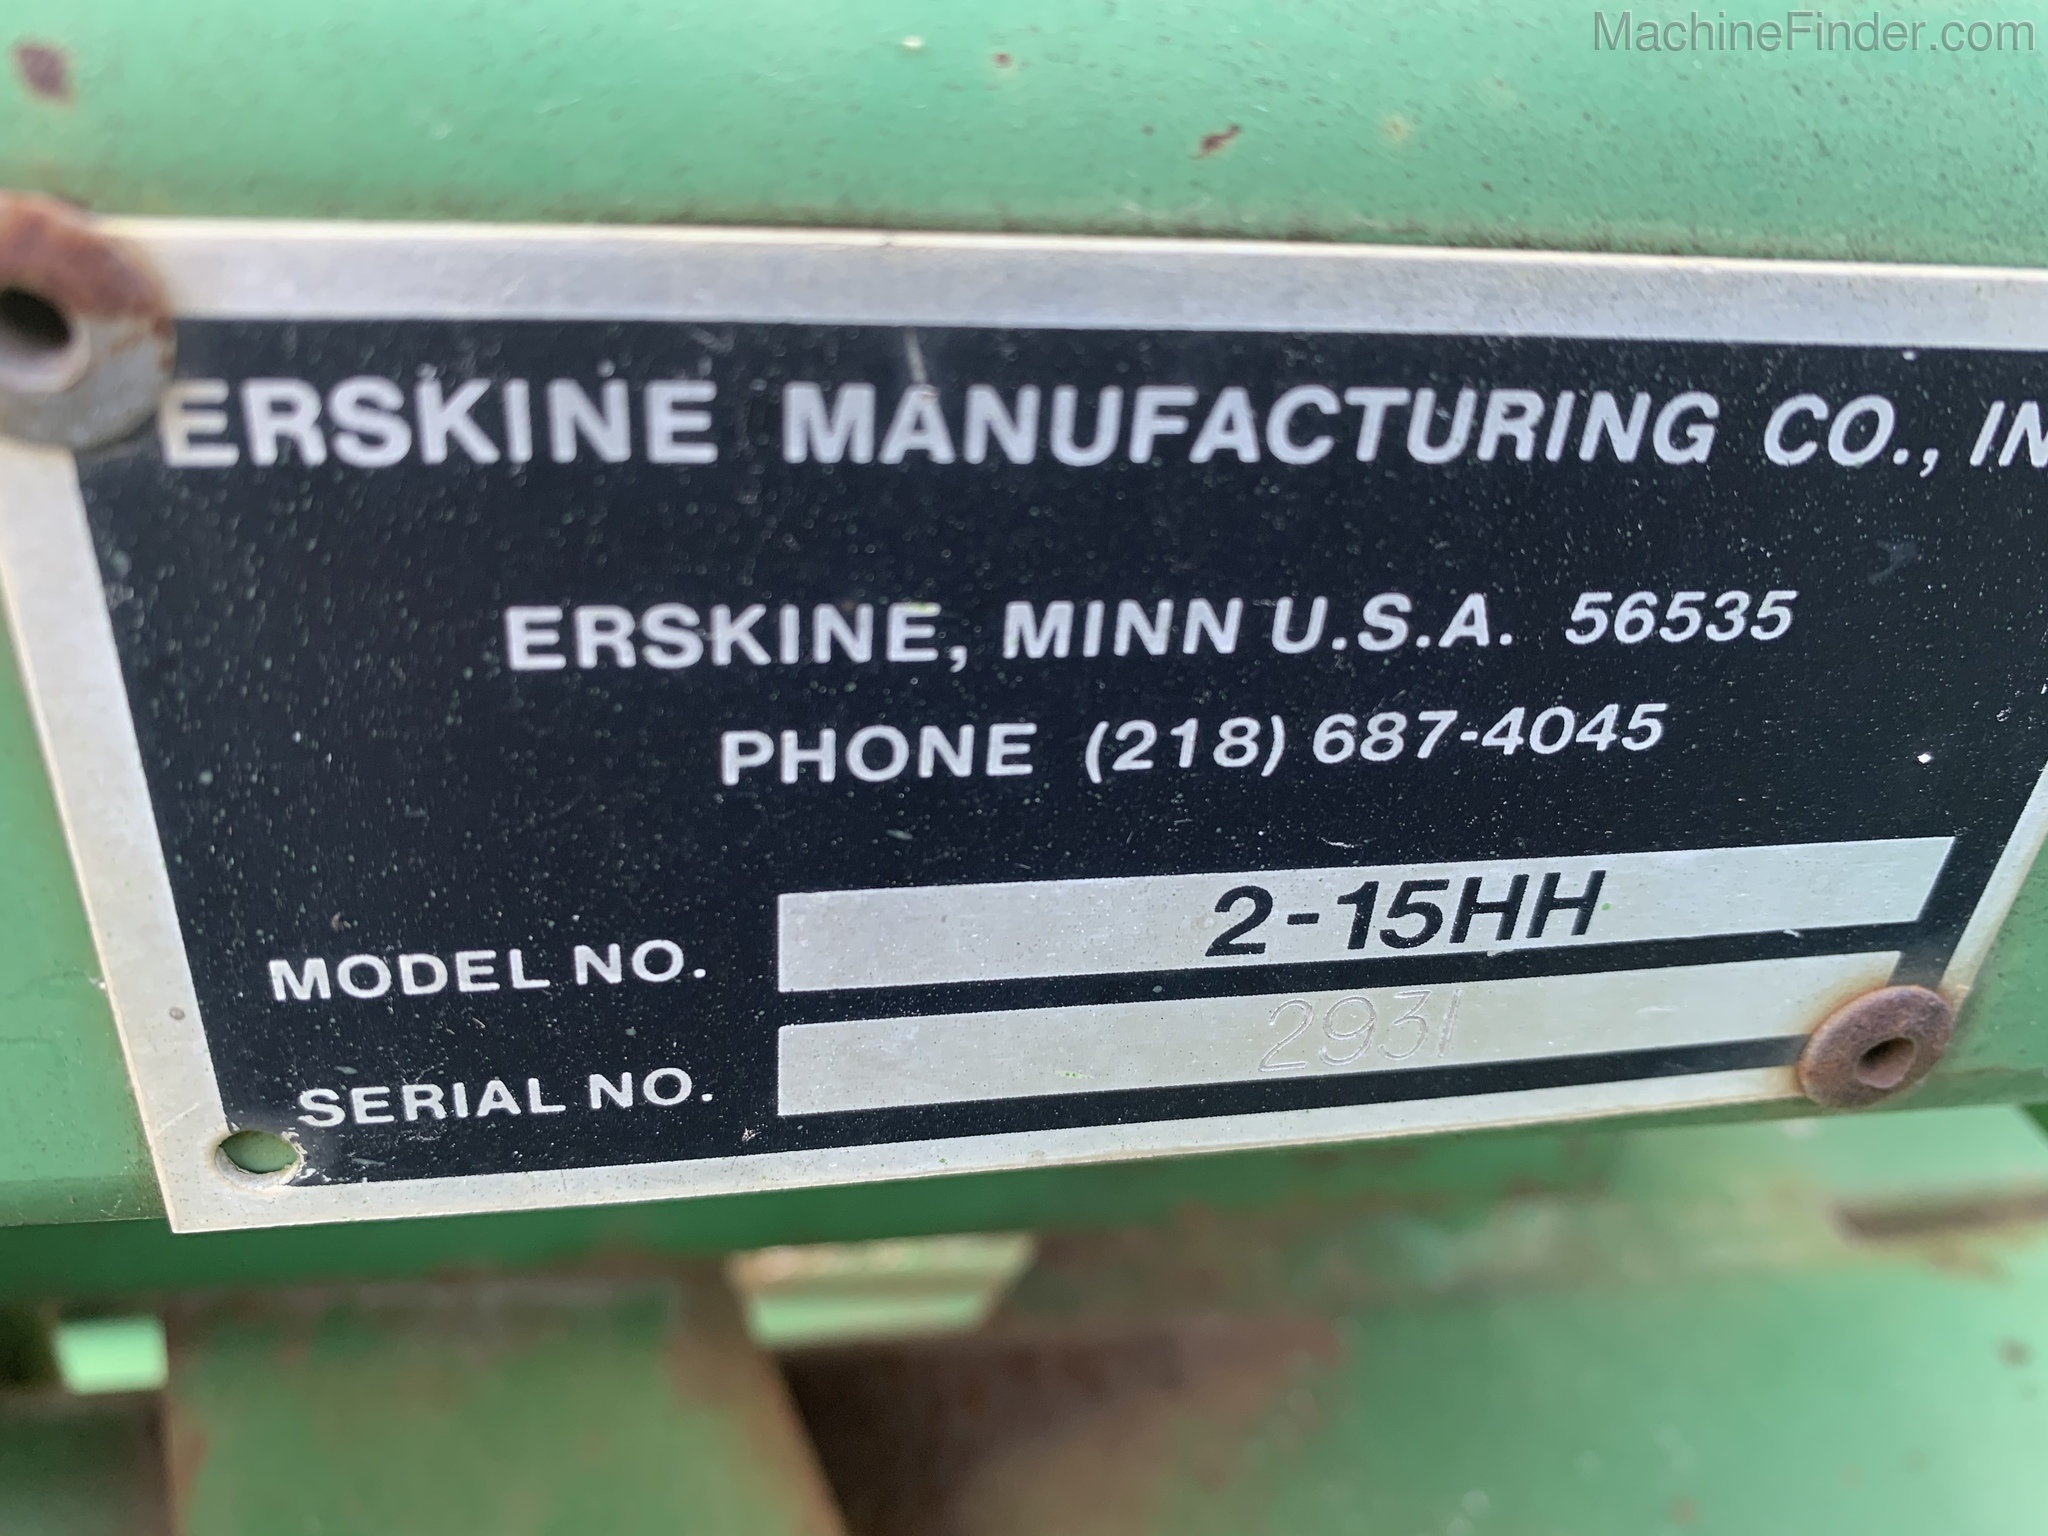 MachineFinder.com
ERSKINE MANUFACTURING CO., IN
ERSKINE, MINN U.S.A. 56535
PHONE (218) 687-4045
MODEL NO. 2-15HH
SERIAL NO. 2931